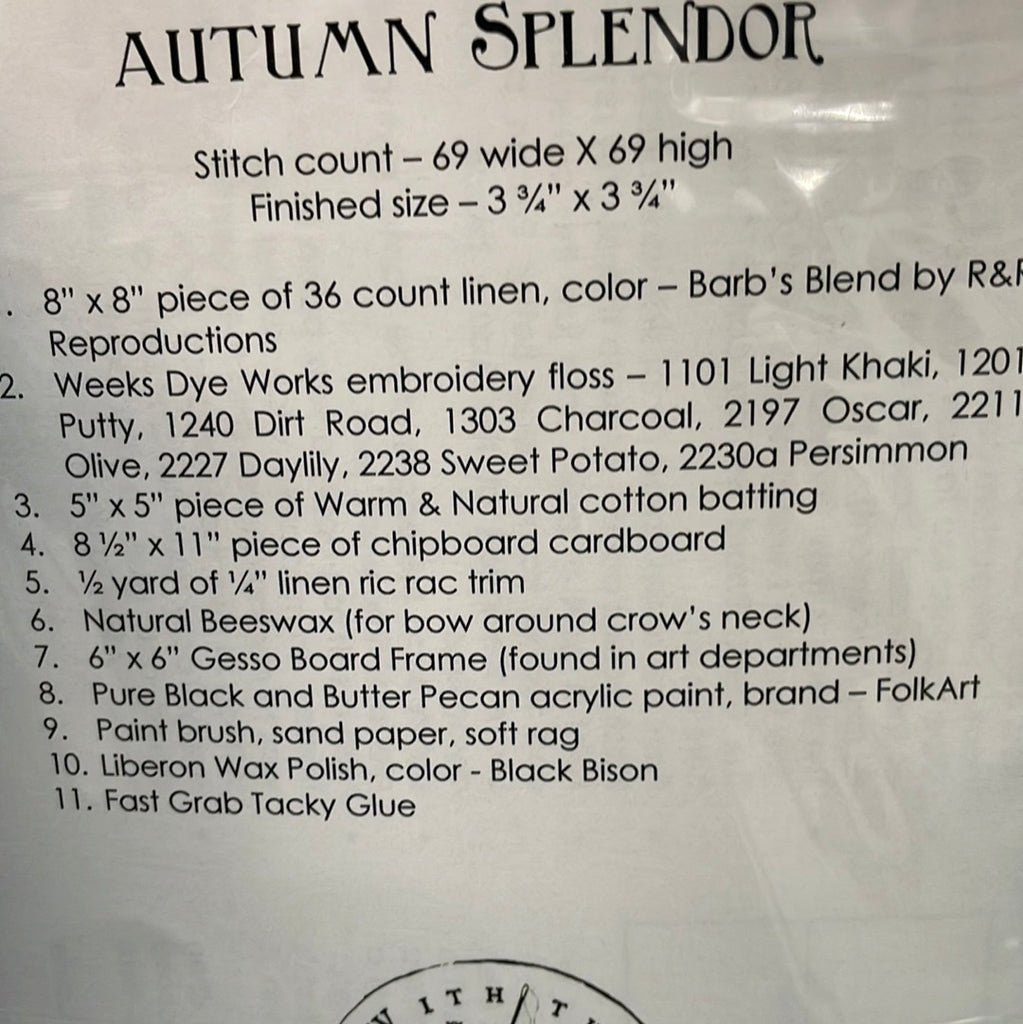 AUTUMN SPLENDOR
Stitch count – 69 wide X 69 high
Finished size – 3 ¾" x 3 ¾"
. 8" x 8" piece of 36 count linen, color – Barb's Blend by R&R
Reproductions
2. Weeks Dye Works embroidery floss – 1101 Light Khaki, 1201
Putty, 1240 Dirt Road, 1303 Charcoal, 2197 Oscar, 2211
Olive, 2227 Daylily, 2238 Sweet Potato, 2230a Persimmon
3. 5" x 5" piece of Warm & Natural cotton batting
4. 8 ½" x 11" piece of chipboard cardboard
5. ½ yard of ¼" linen ric rac trim
6. Natural Beeswax (for bow around crow's neck)
7. 6" x 6" Gesso Board Frame (found in art departments)
8. Pure Black and Butter Pecan acrylic paint, brand – FolkArt
9. Paint brush, sand paper, soft rag
10. Liberon Wax Polish, color - Black Bison
11. Fast Grab Tacky Glue
WITH